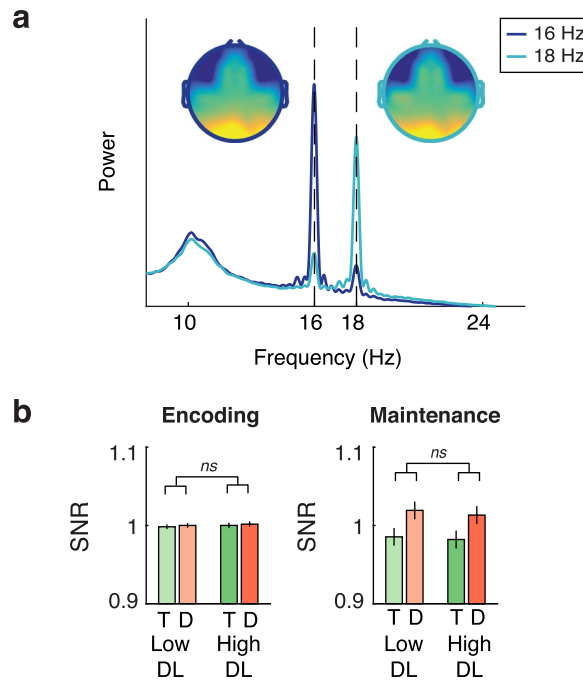 a
16 Hz
18 Hz
Power
10
16
18
24
Frequency (Hz)
b
Encoding
Maintenance
1.1
1
0.9
SNR
ns
T D T D
Low DL
High DL
1.1
1
0.9
SNR
ns
T D T D
Low DL
High DL